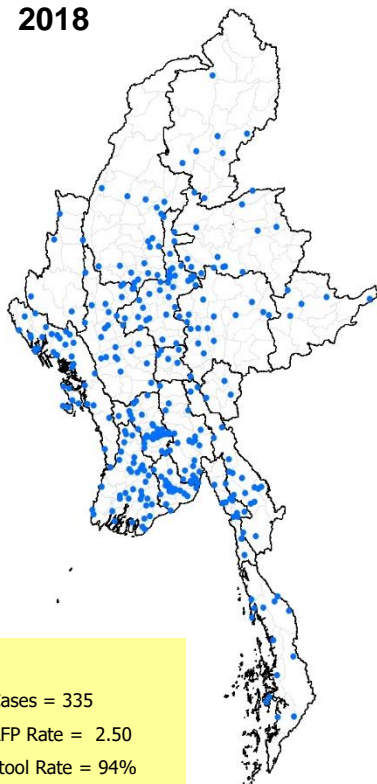 2018
ases = 335
FP Rate = 2.50
tool Rate = 94%